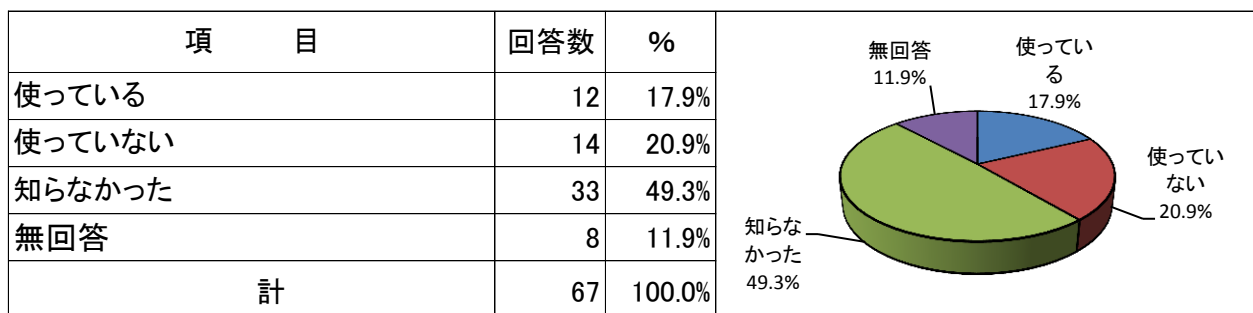 項 目 回答数 %
使っている 12 17.9%
使っていない 14 20.9%
知らなかった 33 49.3%
無回答 8 11.9%
計 67 100.0%
無回答
11.9%
使ってい
る
17.9%
使ってい
ない
20.9%
知らな
かった
49.3%